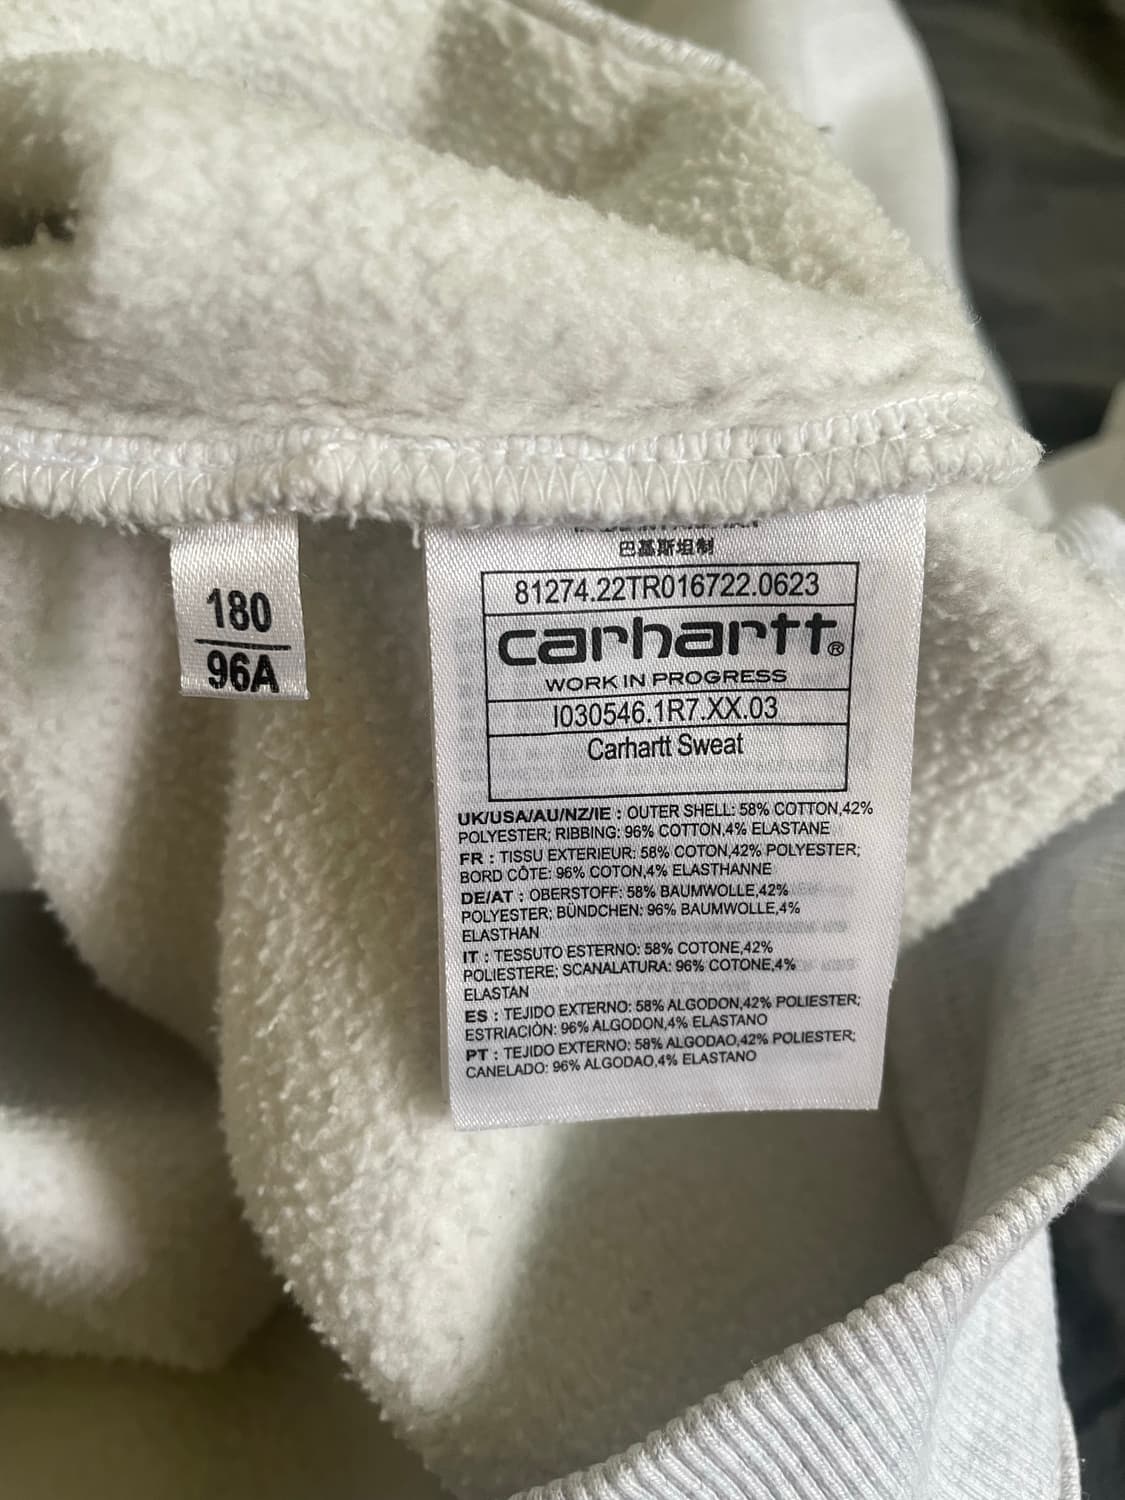 180
96A
巴基斯坦制
81274.22TR016722.0623
carhartt®
WORK IN PROGRESS
I030546.1R7.XX.03
Carhartt Sweat
UK/USA/AU/NZ/IE : OUTER SHELL: 58% COTTON,42%
POLYESTER; RIBBING: 96% COTTON,4% ELASTANE
FR : TISSU EXTERIEUR: 58% COTON,42% POLYESTER;
BORD CÔTE: 96% COTON,4% ELASTHANNE
DE/AT : OBERSTOFF: 58% BAUMWOLLE,42%
POLYESTER; BÜNDCHEN: 96% BAUMWOLLE,4%
ELASTHAN
IT : TESSUTO ESTERNO: 58% COTONE,42%
POLIESTERE; SCANALATURA: 96% COTONE,4%
ELASTAN
ES : TEJIDO EXTERNO: 58% ALGODON,42% POLIESTER;
ESTRIACIÓN: 96% ALGODON,4% ELASTANO
PT : TEJIDO EXTERNO: 58% ALGODAO,42% POLIESTER;
CANELADO: 96% ALGODAO,4% ELASTANO